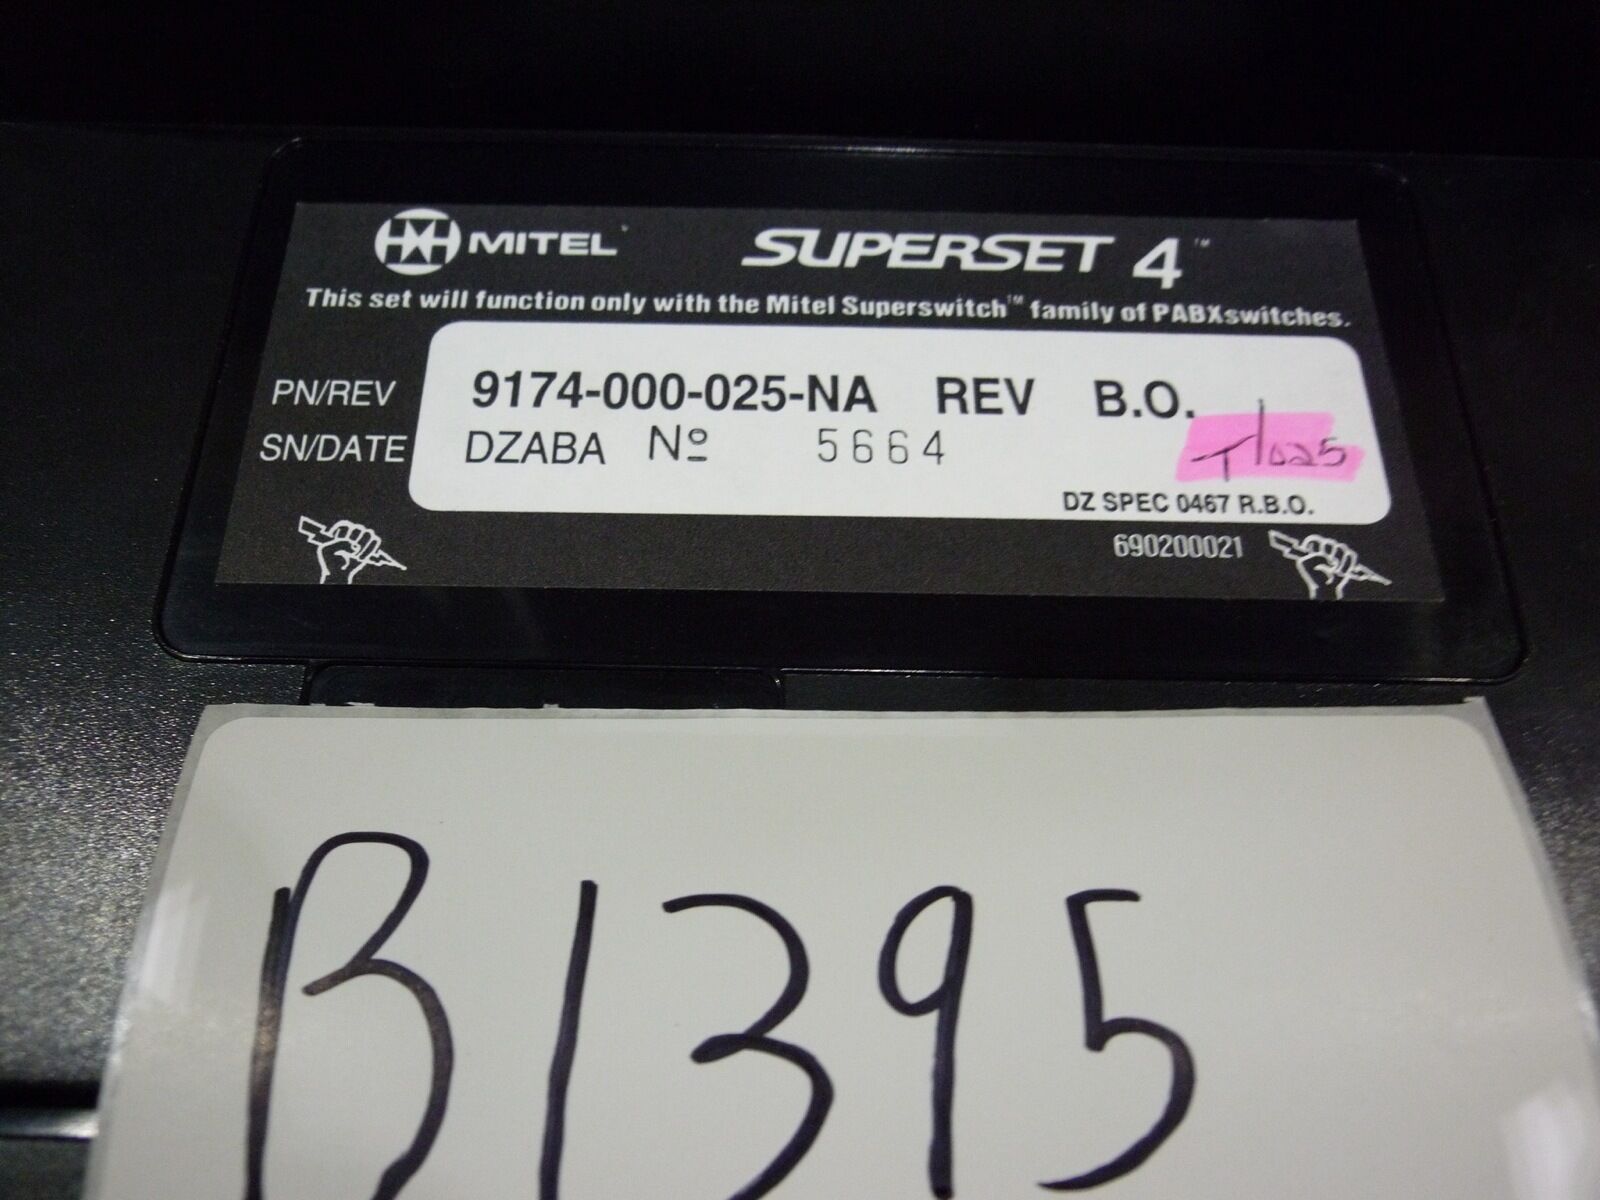 MITEL SUPERSET 4™
This set will function only with the Mitel Superswitch™ family of PABXswitches.
PN/REV 9174-000-025-NA REV B.O.
SN/DATE DZABA Nº 5664
1025
DZ SPEC 0467 R.B.O.
690200021
B1395